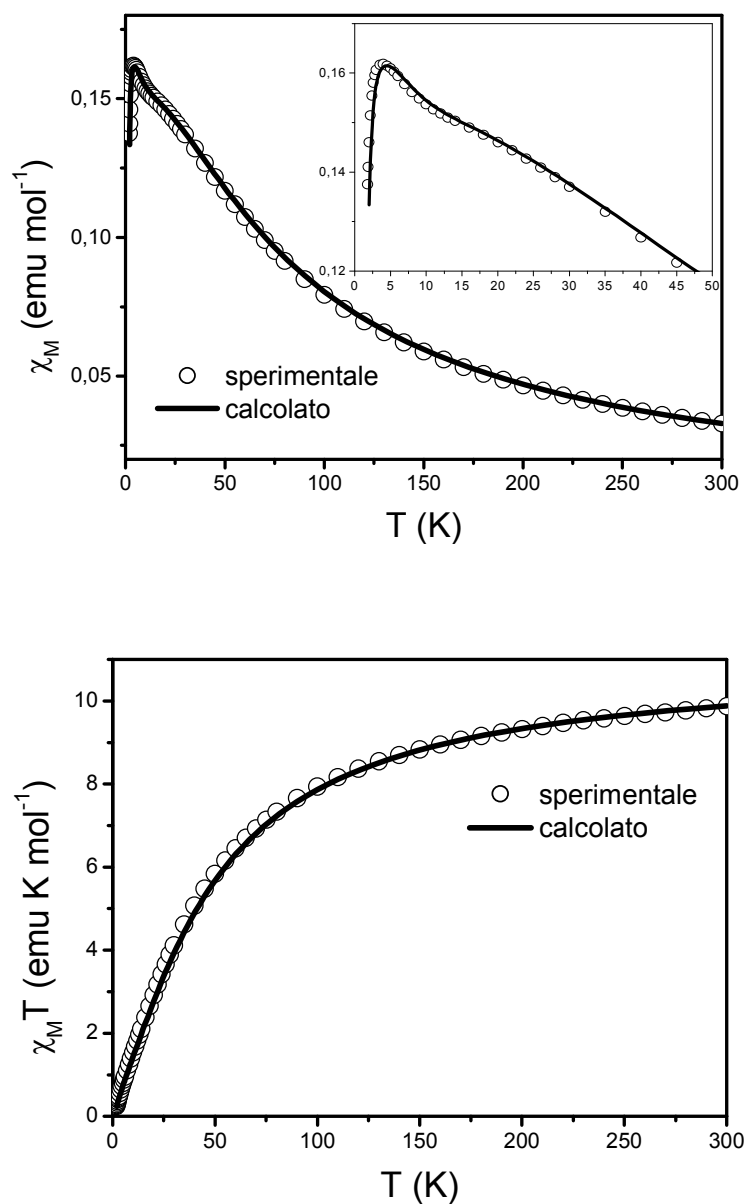 0,15
0,10
0,05
χM (emu mol-1)
0,16
0,14
0,12
0 5 10 15 20 25 30 35 40 45 50
sperimentale
calcolato
0 50 100 150 200 250 300
T (K)
10
8
6
4
2
0
χMT (emu K mol-1)
sperimentale
calcolato
0 50 100 150 200 250 300
T (K)